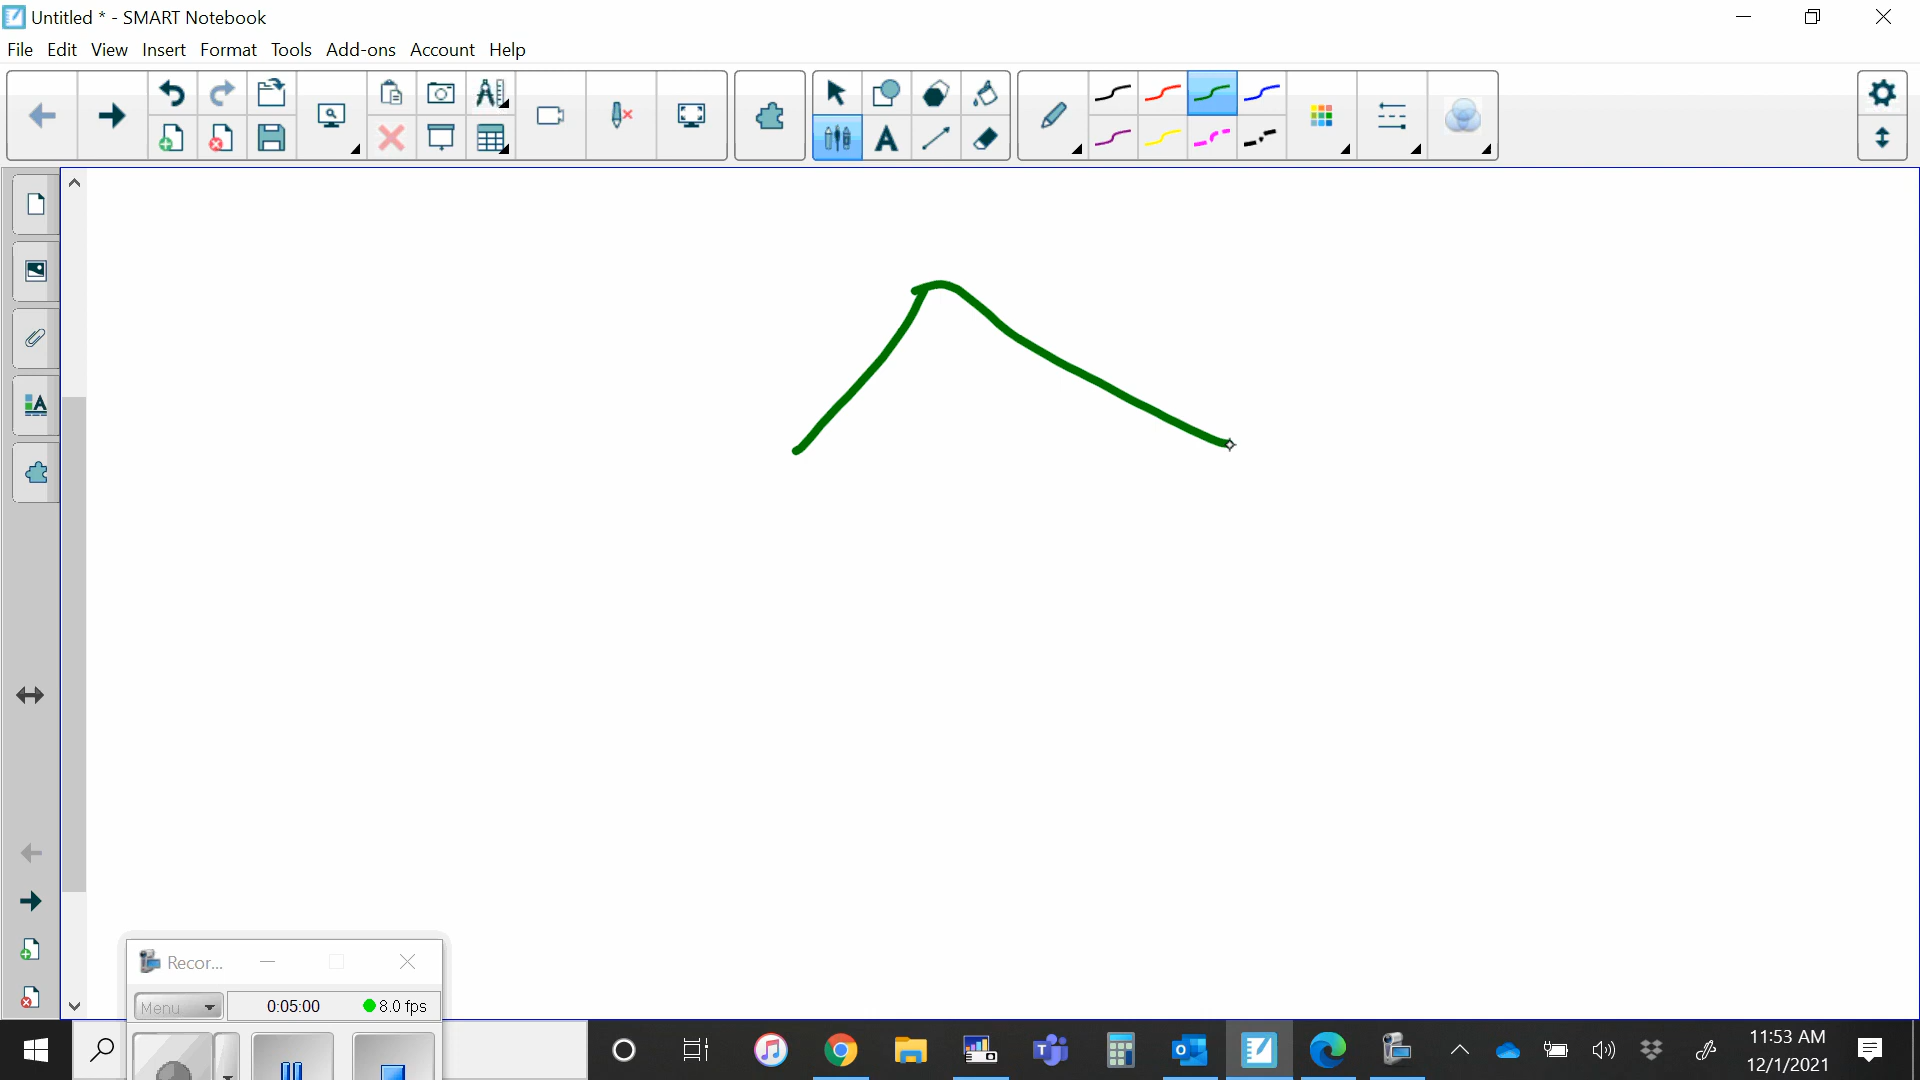 Untitled * - SMART Notebook
File Edit View Insert Format Tools Add-ons Account Help
Recor...
Menu 0:05:00 8.0 fps
11:53 AM
12/1/2021